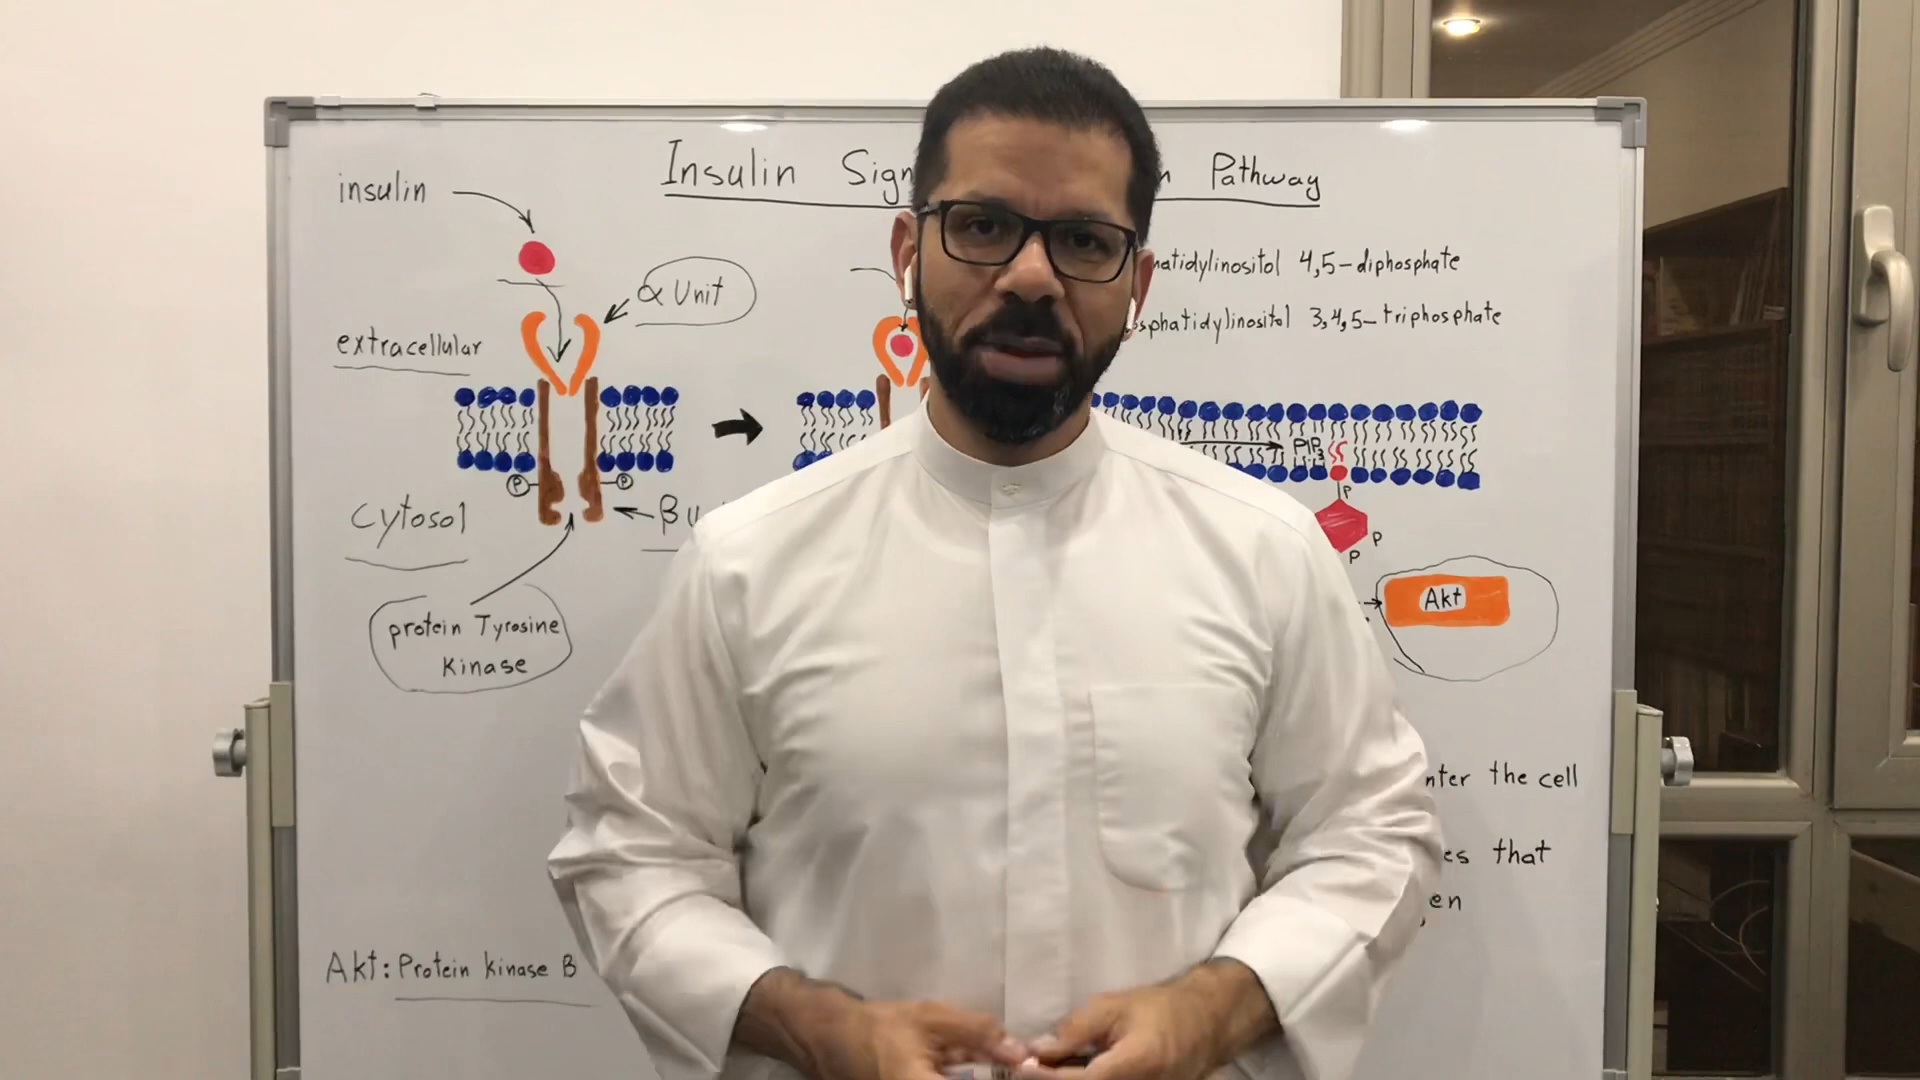 Insulin Sign n Pathway
insulin
α Unit
extracellular
cytosol
β U
protein Tyrosine
kinase
P
P
natidylinositol 4,5-diphosphate
sphatidylinositol 3,4,5-triphosphate
PIP3
P
P
P
Akt
nter the cell
es that
en
Akt: Protein kinase B